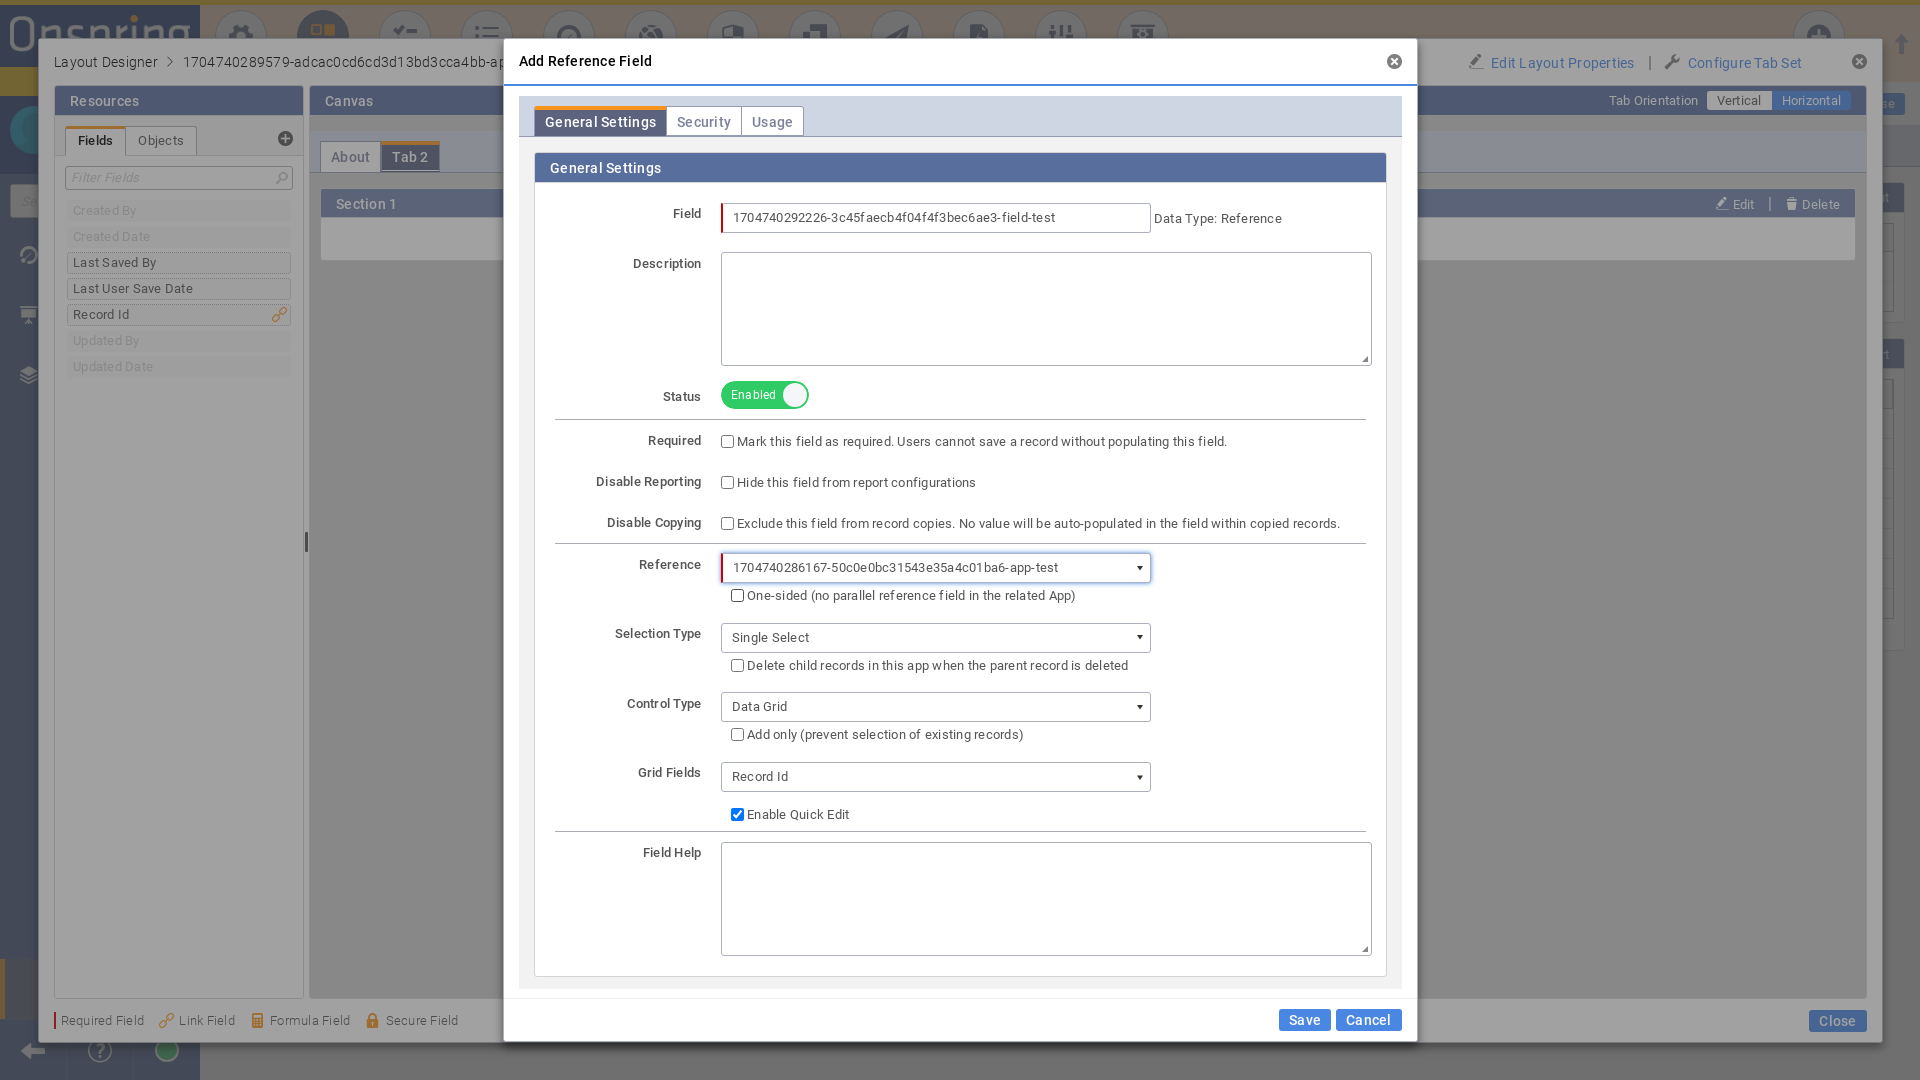 Onspring
Layout Designer > 1704740289579-adcac0cd6cd3d13bd3cca4bb-ap
Edit Layout Properties | Configure Tab Set
Resources
Canvas
Tab Orientation Vertical Horizontal
Fields Objects
Filter Fields
Created By
Created Date
Last Saved By
Last User Save Date
Record Id
Updated By
Updated Date
About Tab 2
Section 1
Edit | Delete
Add Reference Field
General Settings Security Usage
General Settings
Field 1704740292226-3c45faecb4f04f4f3bec6ae3-field-test Data Type: Reference
Description
Status Enabled
Required Mark this field as required. Users cannot save a record without populating this field.
Disable Reporting Hide this field from report configurations
Disable Copying Exclude this field from record copies. No value will be auto-populated in the field within copied records.
Reference 1704740286167-50c0e0bc31543e35a4c01ba6-app-test
One-sided (no parallel reference field in the related App)
Selection Type Single Select
Delete child records in this app when the parent record is deleted
Control Type Data Grid
Add only (prevent selection of existing records)
Grid Fields Record Id
Enable Quick Edit
Field Help
Save Cancel
Required Field Link Field Formula Field Secure Field
Close